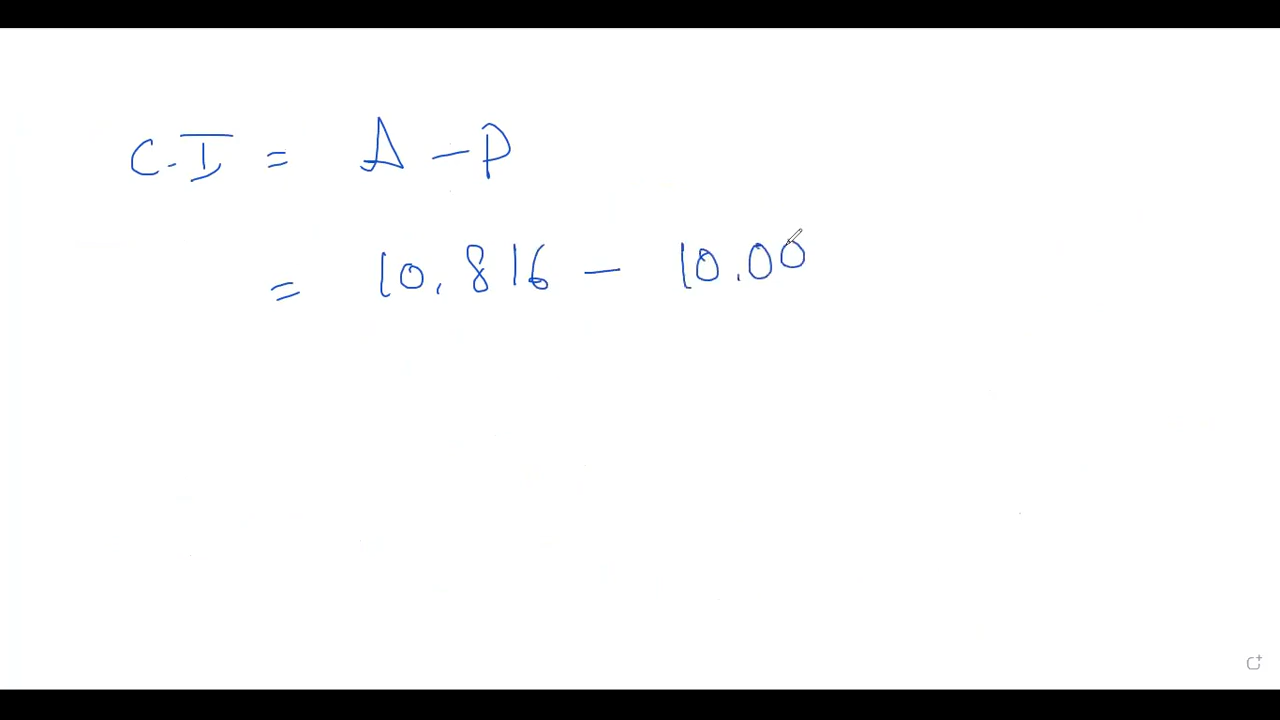 C.I = A - P
= 10,816 - 10.00